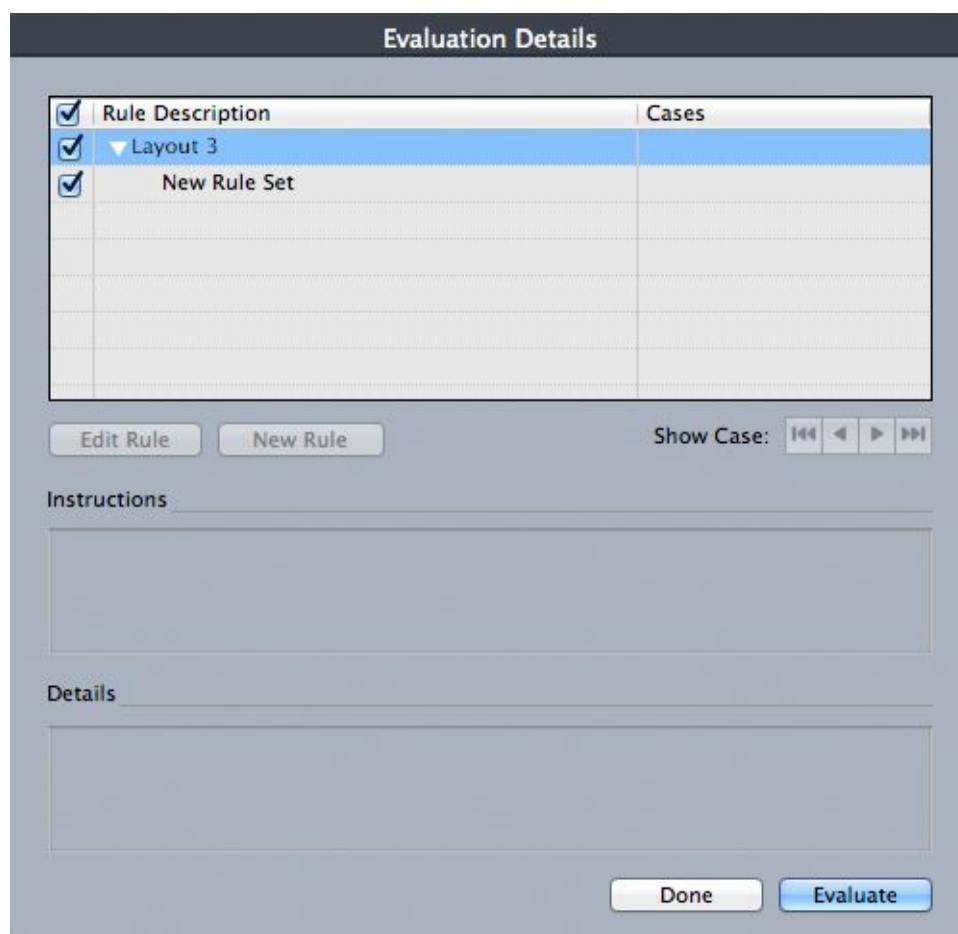 Evaluation Details
Rule Description Cases
Layout 3
New Rule Set
Edit Rule New Rule Show Case:
Instructions
Details
Done Evaluate